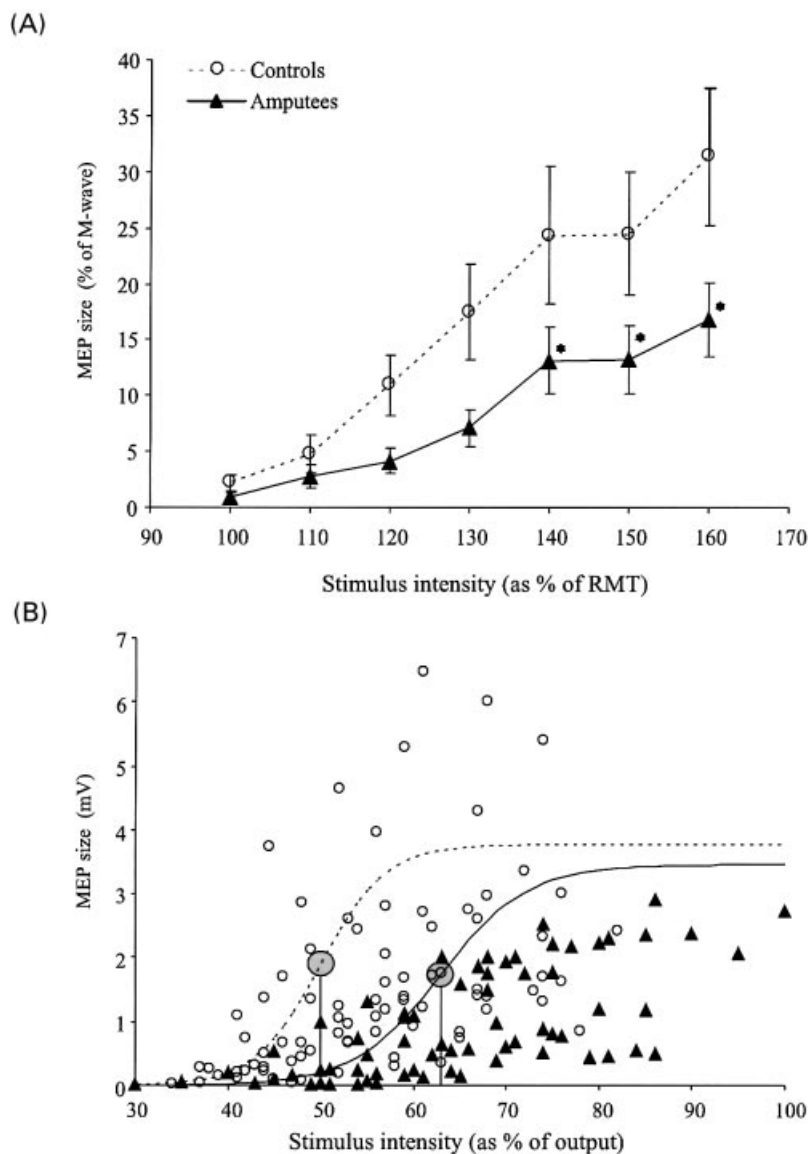 (A)
40
35
30
25
20
15
10
5
0
MEP size (% of M-wave)
Controls
Amputees
*
*
*
90 100 110 120 130 140 150 160 170
Stimulus intensity (as % of RMT)
(B)
7
6
5
4
3
2
1
0
MEP size (mV)
30 40 50 60 70 80 90 100
Stimulus intensity (as % of output)